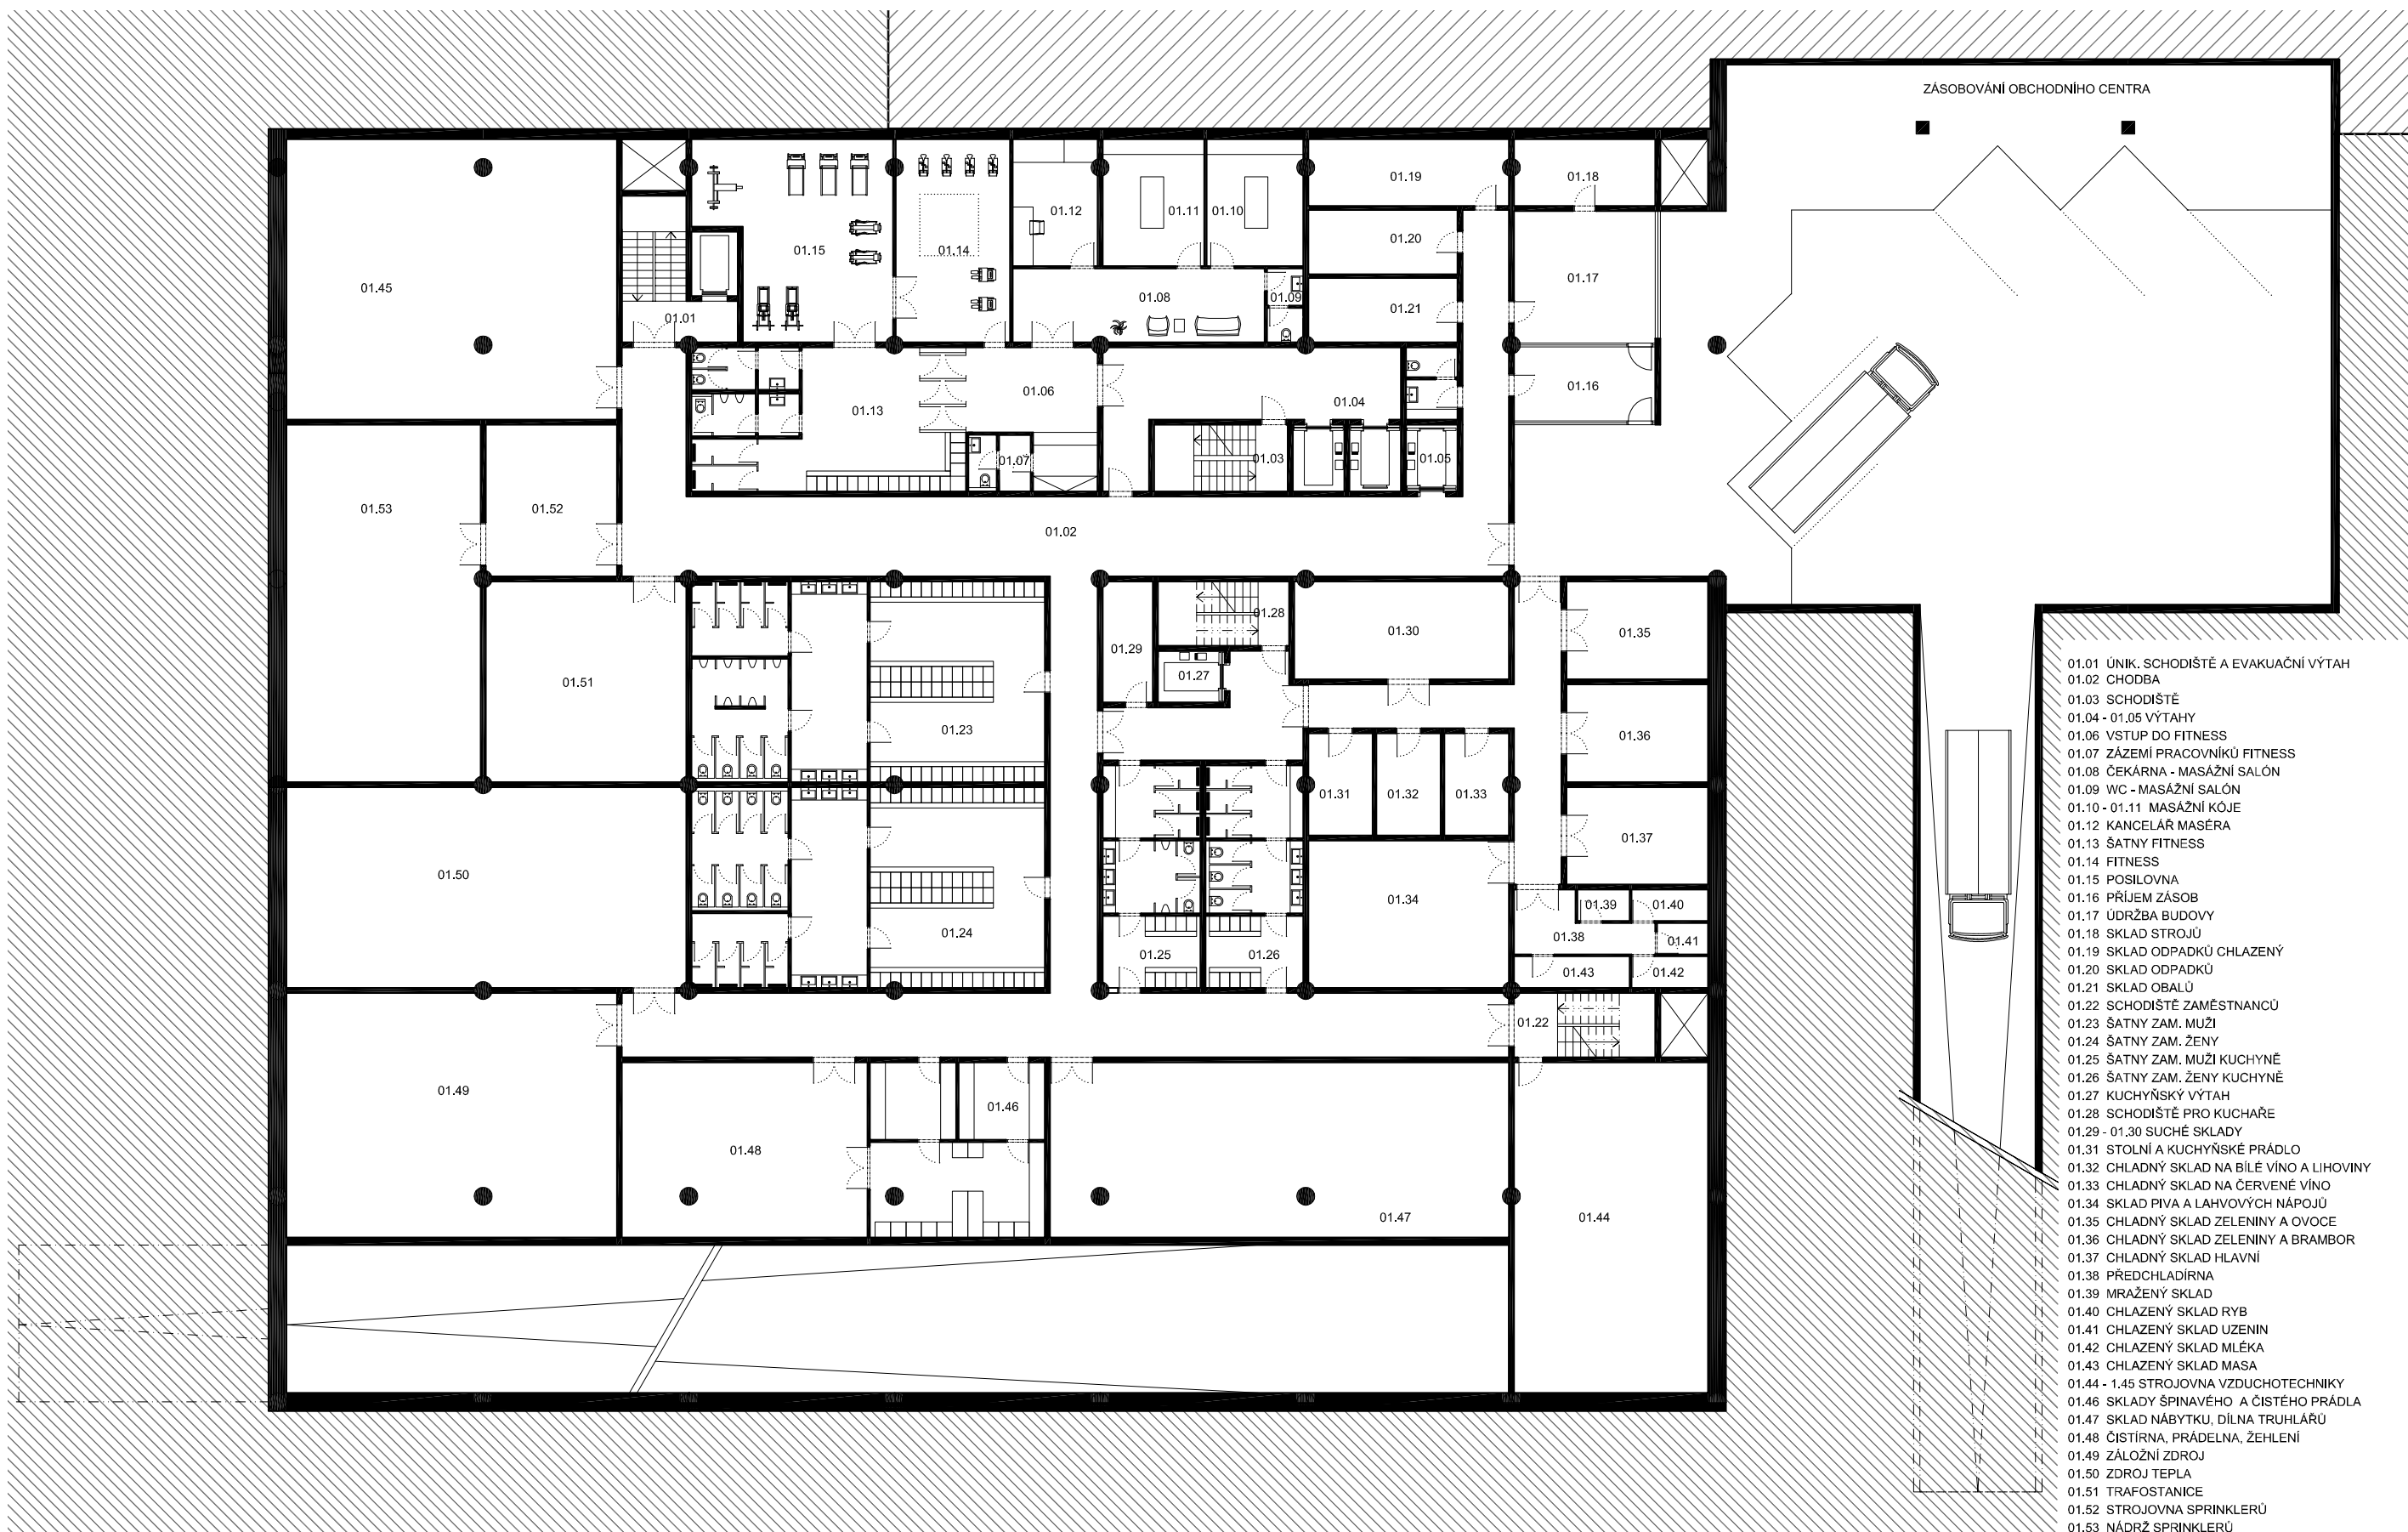 ZÁSOBOVÁNÍ OBCHODNÍHO CENTRA
01.19
01.18
01.12
01.11
01.10
01.20
01.15
01.14
01.17
01.45
01.08
01.09
01.21
01.01
01.16
01.06
01.04
01.13
01.07
01.03
01.05
01.53
01.52
01.02
01.28
01.30
01.35
01.29
01.27
01.51
01.23
01.36
01.31
01.32
01.33
01.37
01.50
01.34
01.39
01.40
01.24
01.38
01.41
01.25
01.26
01.43
01.42
01.22
01.49
01.46
01.48
01.47
01.44
01.01 ÚNIK. SCHODIŠTĚ A EVAKUAČNÍ VÝTAH
01.02 CHODBA
01.03 SCHODIŠTĚ
01.04 - 01.05 VÝTAHY
01.06 VSTUP DO FITNESS
01.07 ZÁZEMÍ PRACOVNÍKŮ FITNESS
01.08 ČEKÁRNA - MASÁŽNÍ SALÓN
01.09 WC - MASÁŽNÍ SALÓN
01.10 - 01.11 MASÁŽNÍ KÓJE
01.12 KANCELÁŘ MASÉRA
01.13 ŠATNY FITNESS
01.14 FITNESS
01.15 POSILOVNA
01.16 PŘÍJEM ZÁSOB
01.17 ÚDRŽBA BUDOVY
01.18 SKLAD STROJŮ
01.19 SKLAD ODPADKŮ CHLAZENÝ
01.20 SKLAD ODPADKŮ
01.21 SKLAD OBALŮ
01.22 SCHODIŠTĚ ZAMĚSTNANCŮ
01.23 ŠATNY ZAM. MUŽI
01.24 ŠATNY ZAM. ŽENY
01.25 ŠATNY ZAM. MUŽI KUCHYNĚ
01.26 ŠATNY ZAM. ŽENY KUCHYNĚ
01.27 KUCHYŇSKÝ VÝTAH
01.28 SCHODIŠTĚ PRO KUCHAŘE
01.29 - 01.30 SUCHÉ SKLADY
01.31 STOLNÍ A KUCHYŇSKÉ PRÁDLO
01.32 CHLADNÝ SKLAD NA BÍLÉ VÍNO A LIHOVINY
01.33 CHLADNÝ SKLAD NA ČERVENÉ VÍNO
01.34 SKLAD PIVA A LAHVOVÝCH NÁPOJŮ
01.35 CHLADNÝ SKLAD ZELENINY A OVOCE
01.36 CHLADNÝ SKLAD ZELENINY A BRAMBOR
01.37 CHLADNÝ SKLAD HLAVNÍ
01.38 PŘEDCHLADÍRNA
01.39 MRAŽENÝ SKLAD
01.40 CHLAZENÝ SKLAD RYB
01.41 CHLAZENÝ SKLAD UZENIN
01.42 CHLAZENÝ SKLAD MLÉKA
01.43 CHLAZENÝ SKLAD MASA
01.44 - 1.45 STROJOVNA VZDUCHOTECHNIKY
01.46 SKLADY ŠPINAVÉHO A ČISTÉHO PRÁDLA
01.47 SKLAD NÁBYTKU, DÍLNA TRUHLÁŘŮ
01.48 ČISTÍRNA, PRÁDELNA, ŽEHLENÍ
01.49 ZÁLOŽNÍ ZDROJ
01.50 ZDROJ TEPLA
01.51 TRAFOSTANICE
01.52 STROJOVNA SPRINKLERŮ
01.53 NÁDRŽ SPRINKLERŮ